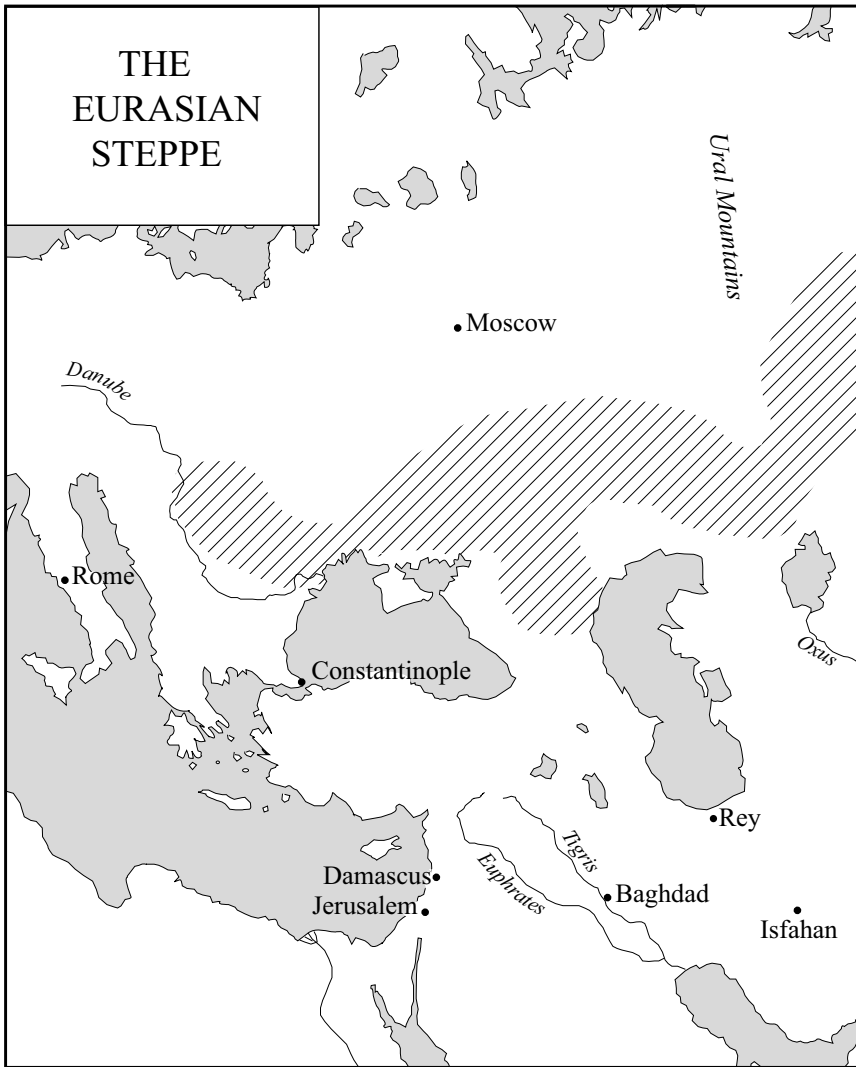 THE
EURASIAN
STEPPE
Ural Mountains
Moscow
Danube
Rome
Oxus
Constantinople
Rey
Tigris
Damascus
Euphrates
Baghdad
Jerusalem
Isfahan